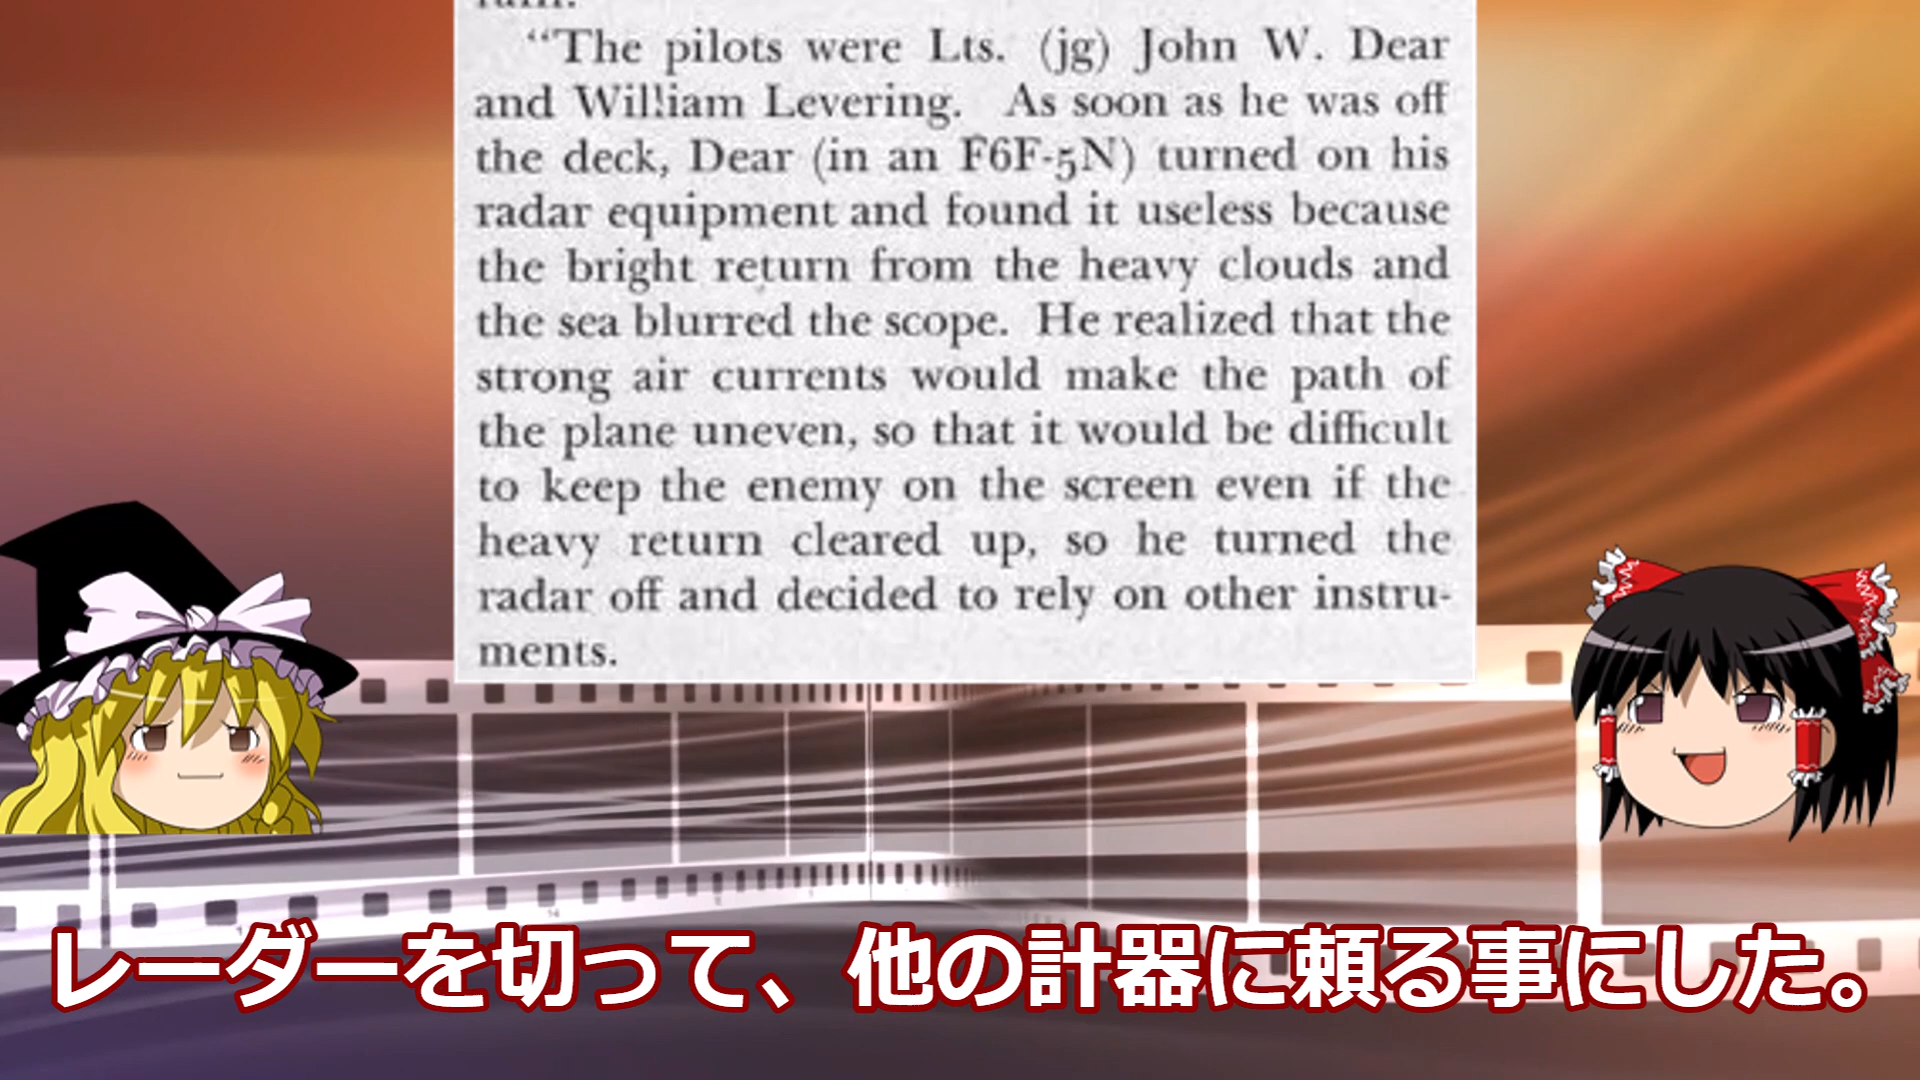 “The pilots were Lts. (jg) John W. Dear
and William Levering. As soon as he was off
the deck, Dear (in an F6F-5N) turned on his
radar equipment and found it useless because
the bright return from the heavy clouds and
the sea blurred the scope. He realized that the
strong air currents would make the path of
the plane uneven, so that it would be difficult
to keep the enemy on the screen even if the
heavy return cleared up, so he turned the
radar off and decided to rely on other instru-
ments.
レーダーを切って、他の計器に頼る事にした。